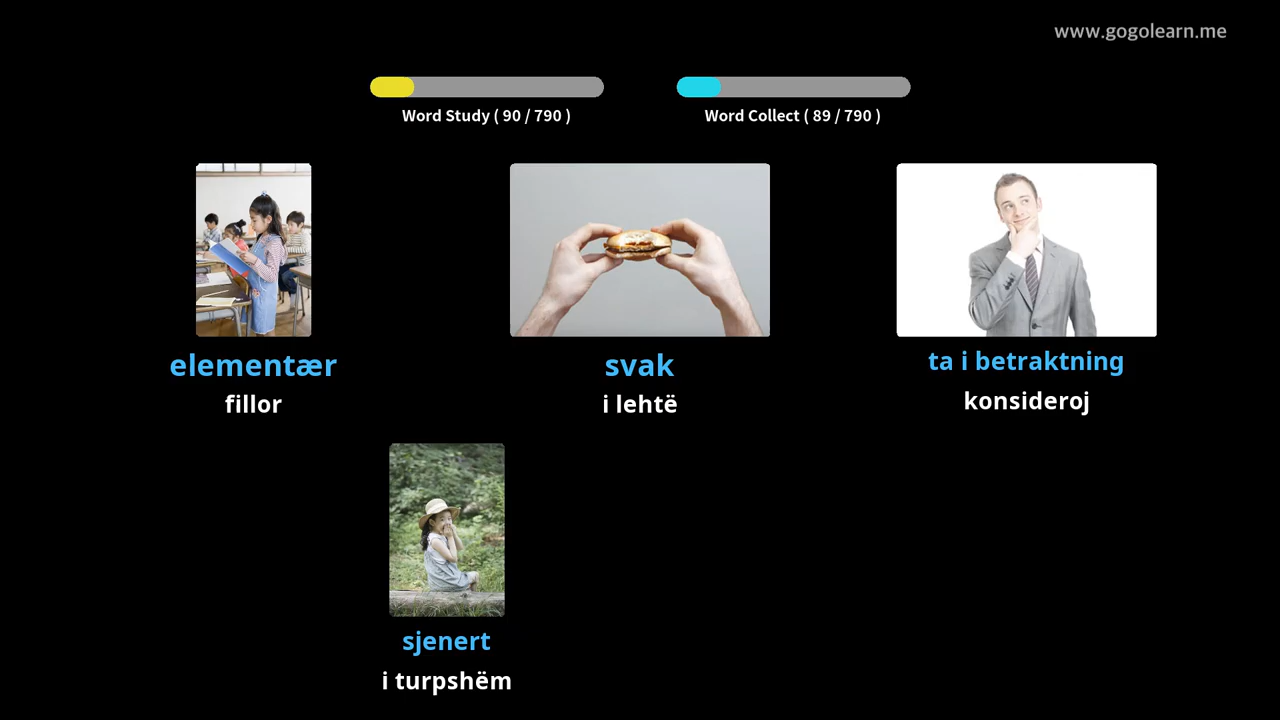 www.gogolearn.me
Word Study ( 90 / 790 )
Word Collect ( 89 / 790 )
elementær
fillor
svak
i lehtë
ta i betraktning
konsideroj
sjenert
i turpshëm